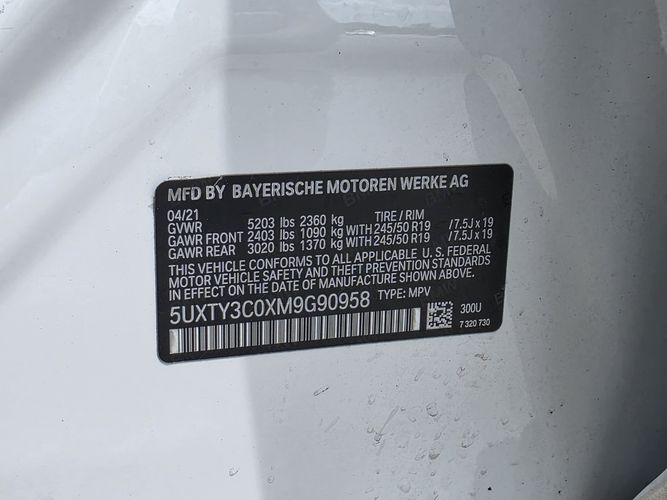 MFD BY BAYERISCHE MOTOREN WERKE AG
04/21
GVWR 5203 lbs 2360 kg TIRE / RIM
GAWR FRONT 2403 lbs 1090 kg WITH 245/50 R19 /7.5J x 19
GAWR REAR 3020 lbs 1370 kg WITH 245/50 R19 /7.5J x 19
THIS VEHICLE CONFORMS TO ALL APPLICABLE U. S. FEDERAL
MOTOR VEHICLE SAFETY AND THEFT PREVENTION STANDARDS
IN EFFECT ON THE DATE OF MANUFACTURE SHOWN ABOVE.
5UXTY3C0XM9G90958 TYPE: MPV
300U
7 320 730